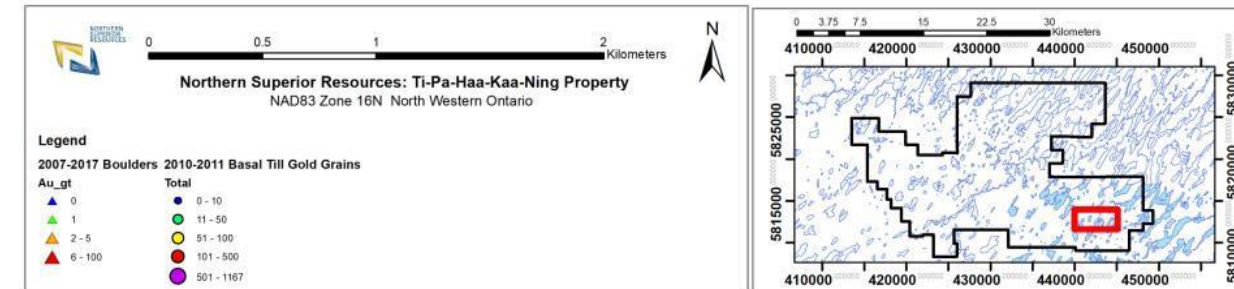 NORTHERN
SUPERIOR
RESOURCES
0 0.5 1 2
Kilometers
N
Northern Superior Resources: Ti-Pa-Haa-Kaa-Ning Property
NAD83 Zone 16N North Western Ontario
Legend
2007-2017 Boulders 2010-2011 Basal Till Gold Grains
Au_gt Total
0 0 - 10
1 11 - 50
2 - 5 51 - 100
6 - 100 101 - 500
501 - 1167
0 3.75 7.5 15 22.5 30
Kilometers
410000 420000 430000 440000 450000
5825000
5815000
5830000
5820000
5810000
410000 420000 430000 440000 450000